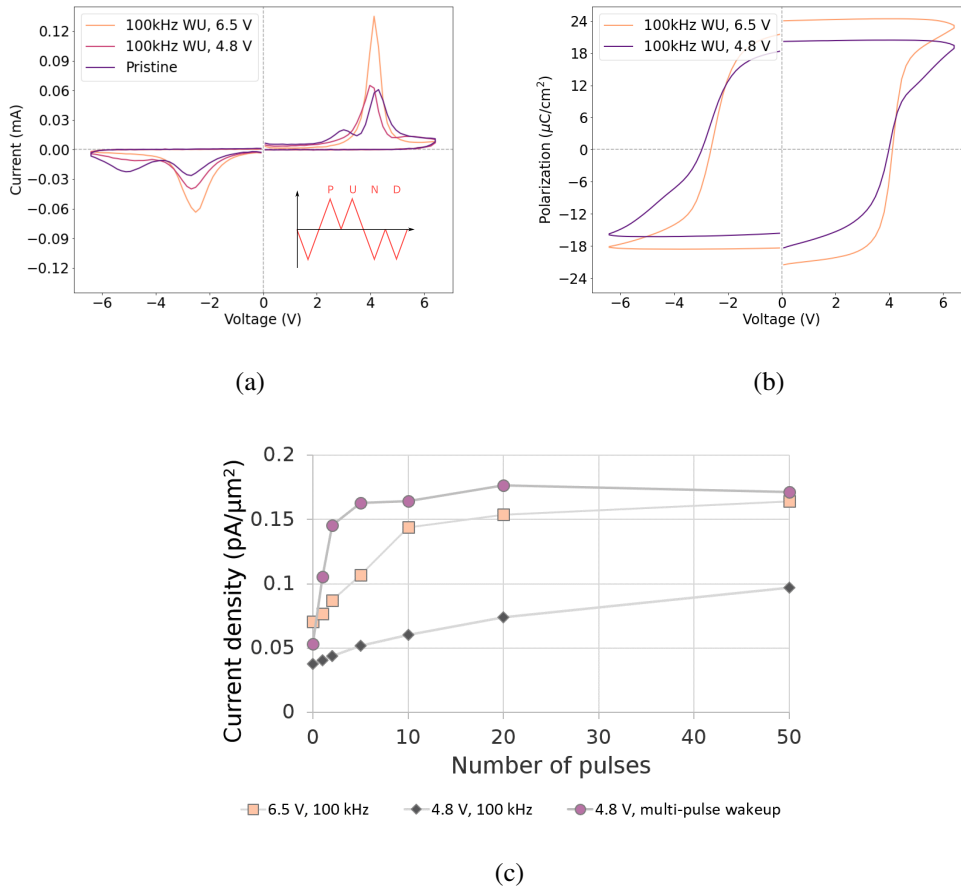 100kHz WU, 6.5 V
100kHz WU, 4.8 V
Pristine
Current (mA)
0.12
0.09
0.06
0.03
0.00
−0.03
−0.06
−0.09
−0.12
P U N D
−6 −4 −2 0 2 4 6
Voltage (V)
(a)
100kHz WU, 6.5 V
100kHz WU, 4.8 V
Polarization (μC/cm²)
24
18
12
6
0
−6
−12
−18
−24
−6 −4 −2 0 2 4 6
Voltage (V)
(b)
Current density (pA/μm²)
0.2
0.15
0.1
0.05
0
0 10 20 30 40 50
Number of pulses
6.5 V, 100 kHz 4.8 V, 100 kHz 4.8 V, multi-pulse wakeup
(c)